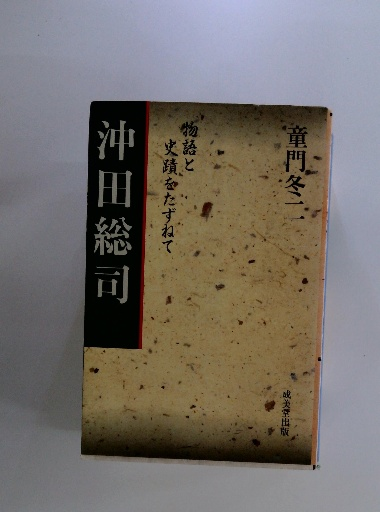 童門冬二
物語と
史蹟をたずねて
沖田総司
成美堂出版